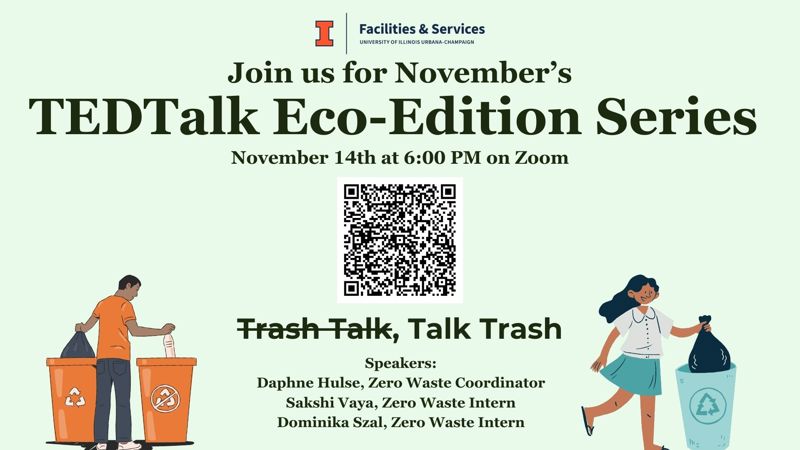 Facilities & Services
UNIVERSITY OF ILLINOIS URBANA-CHAMPAIGN
Join us for November’s
TEDTalk Eco-Edition Series
November 14th at 6:00 PM on Zoom
Trash Talk, Talk Trash
Speakers:
Daphne Hulse, Zero Waste Coordinator
Sakshi Vaya, Zero Waste Intern
Dominika Szal, Zero Waste Intern